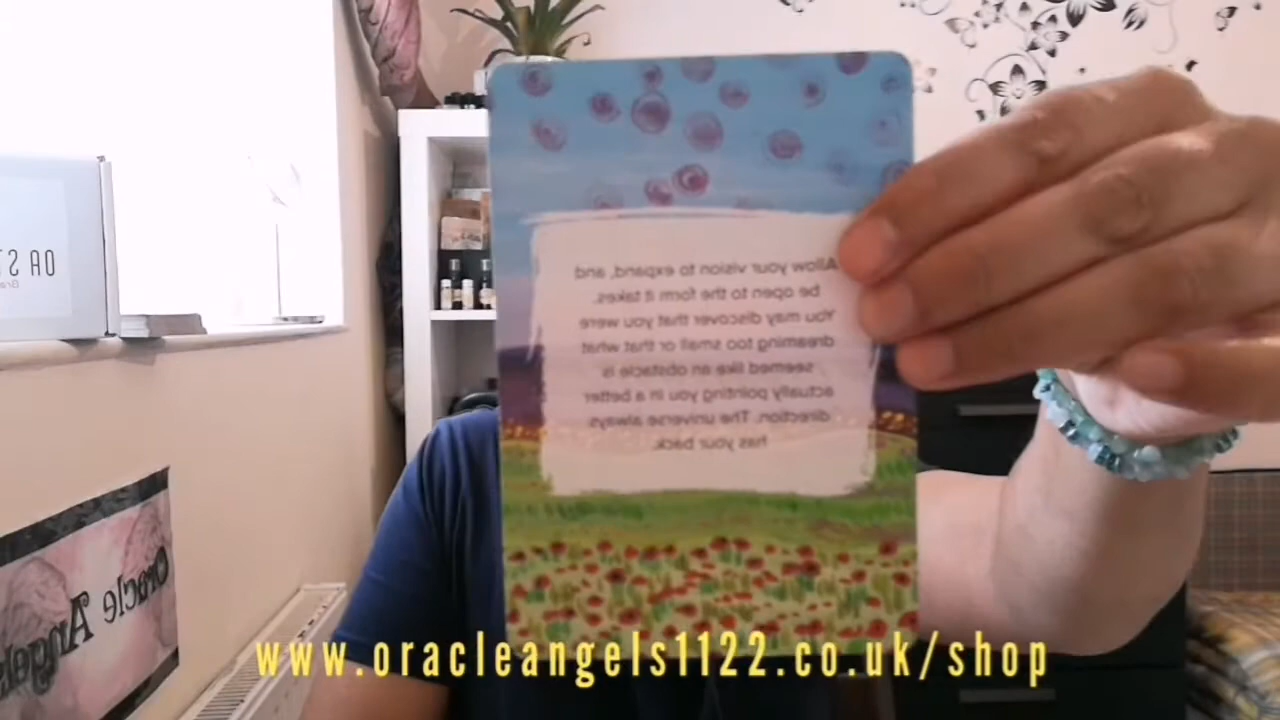 Allow your vision to expand, and
be open to the form it takes.
You may discover that you were
dreaming too small or that what
seemed like an obstacle is
actually pointing you in a better
direction. The universe always
has your back.
Oracle Angels
www.oracleangels1122.co.uk/shop